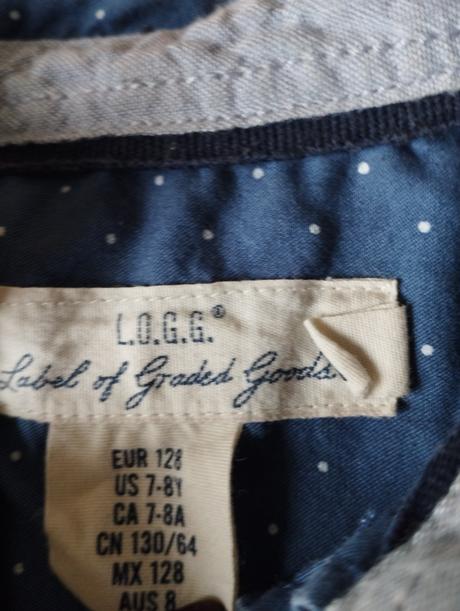 L.O.G.G.®
Label of Graded Goods
EUR 128
US 7-8Y
CA 7-8A
CN 130/64
MX 128
AUS 8